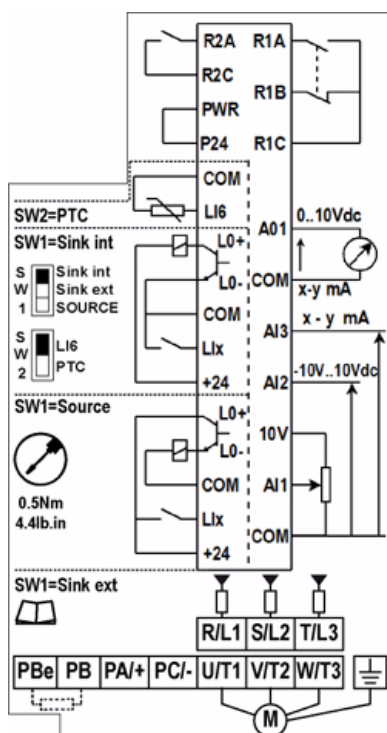 R2A R1A
R2C
R1B
PWR
P24 R1C
COM
SW2=PTC LI6
0..10Vdc
A01
SW1=Sink int L0+
S W 1 Sink int
Sink ext
SOURCE
L0-
COM
x-y mA
COM
x - y mA
AI3
S W 2 LI6
PTC
LIx
-10V..10Vdc
+24 AI2
SW1=Source L0+
10V
L0-
0.5Nm
4.4lb.in
COM AI1
LIx
COM
+24
SW1=Sink ext
R/L1 S/L2 T/L3
PBe PB PA/+ PC/- U/T1 V/T2 W/T3
M